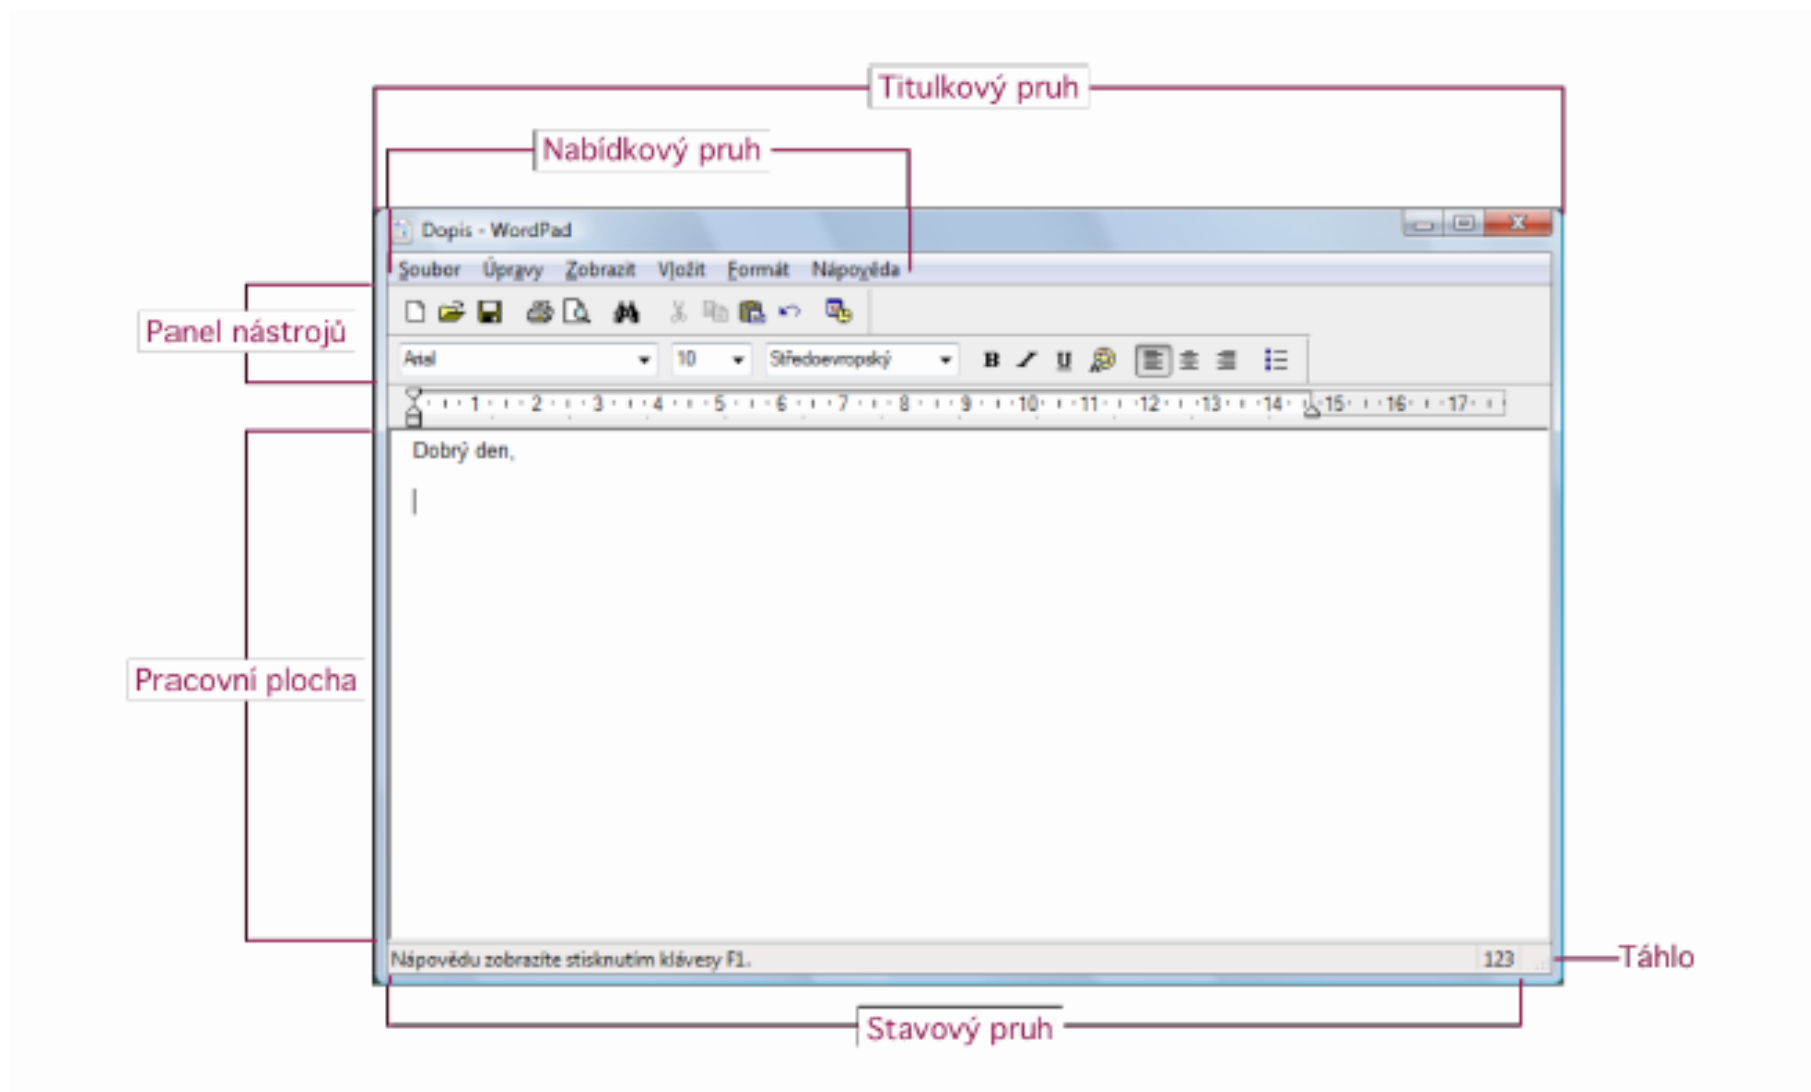 Titulkový pruh
Nabídkový pruh
Dopis - WordPad
Soubor Úpravy Zobrazit Vložit Formát Nápověda
Panel nástrojů
Arial 10 Středoevropský B I U
1 2 3 4 5 6 7 8 9 10 11 12 13 14 15 16 17
Dobrý den,
Pracovní plocha
Nápovědu zobrazíte stisknutím klávesy F1. 123
Táhlo
Stavový pruh